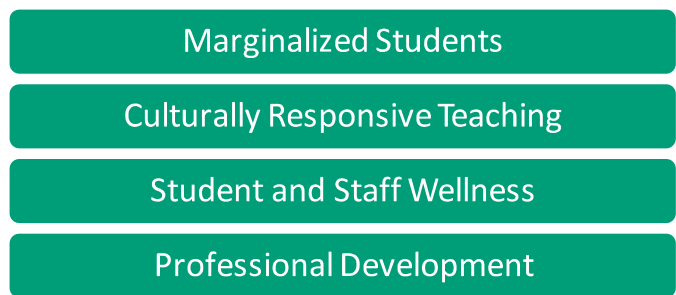 Marginalized Students
Culturally Responsive Teaching
Student and Staff Wellness
Professional Development